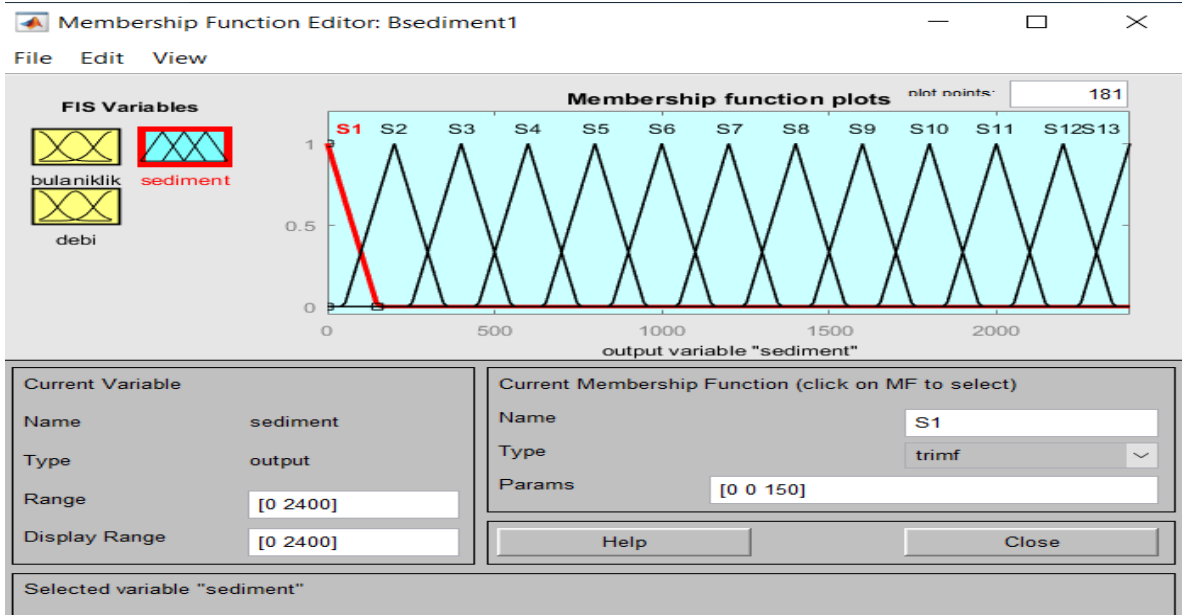 Membership Function Editor: Bsediment1
File Edit View
FIS Variables
bulaniklik
sediment
debi
Membership function plots
plot points:
181
S1 S2 S3 S4 S5 S6 S7 S8 S9 S10 S11 S12 S13
1
0.5
0
0 500 1000 1500 2000
output variable "sediment"
Current Variable
Name sediment
Type output
Range [0 2400]
Display Range [0 2400]
Current Membership Function (click on MF to select)
Name S1
Type trimf
Params [0 0 150]
Help Close
Selected variable "sediment"